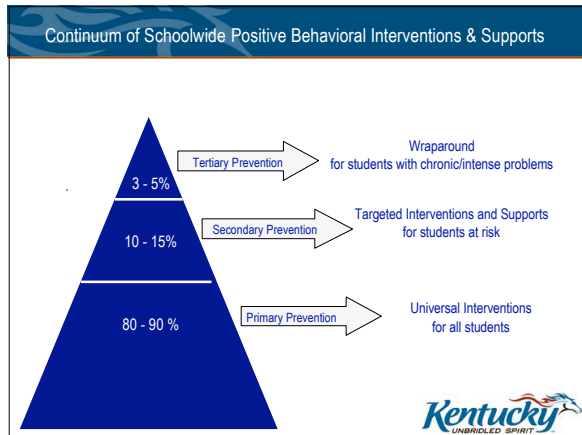 Continuum of Schoolwide Positive Behavioral Interventions & Supports
3 - 5%
Tertiary Prevention
Wraparound
for students with chronic/intense problems
10 - 15%
Secondary Prevention
Targeted Interventions and Supports
for students at risk
80 - 90 %
Primary Prevention
Universal Interventions
for all students
Kentucky
UNBRIDLED SPIRIT